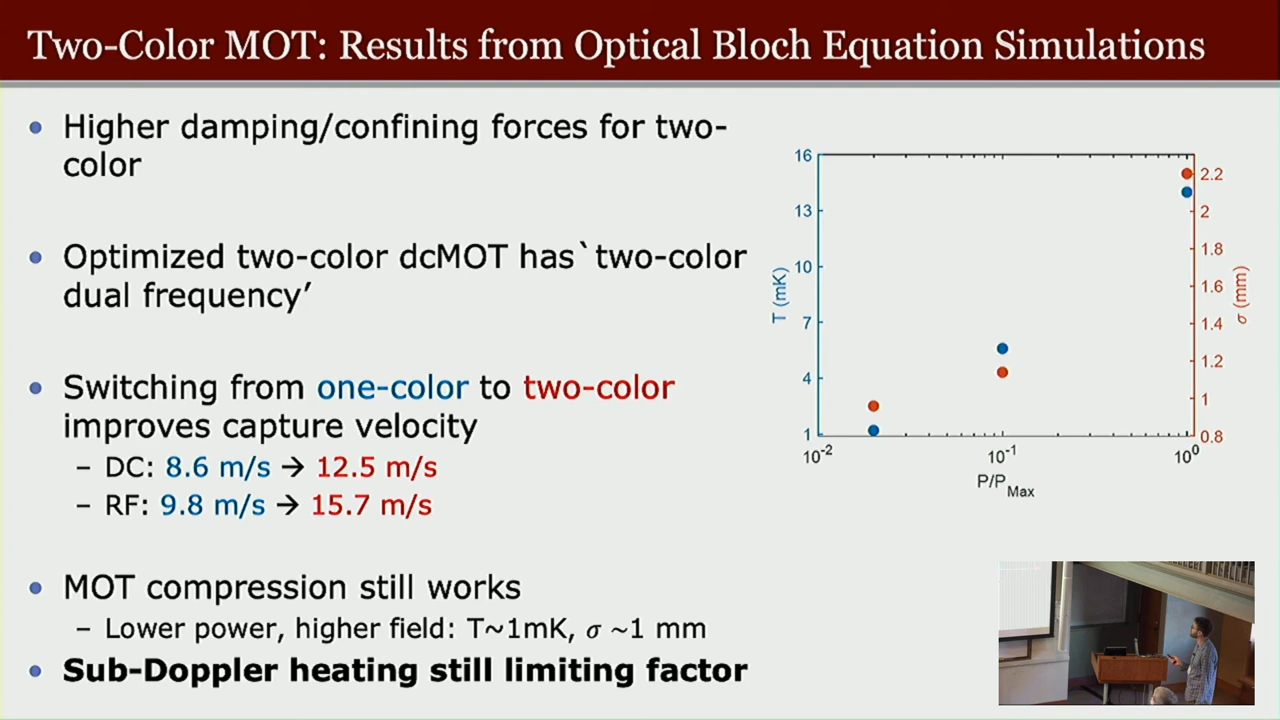 Two-Color MOT: Results from Optical Bloch Equation Simulations
• Higher damping/confining forces for two-
color
• Optimized two-color dcMOT has`two-color
dual frequency’
• Switching from one-color to two-color
improves capture velocity
– DC: 8.6 m/s → 12.5 m/s
– RF: 9.8 m/s → 15.7 m/s
• MOT compression still works
– Lower power, higher field: T~1mK, σ ~1 mm
• Sub-Doppler heating still limiting factor
16
13
10
7
4
1
T (mK)
2.2
2
1.8
1.6
1.4
1.2
1
0.8
σ (mm)
10⁻² 10⁻¹ 10⁰
P/P_Max